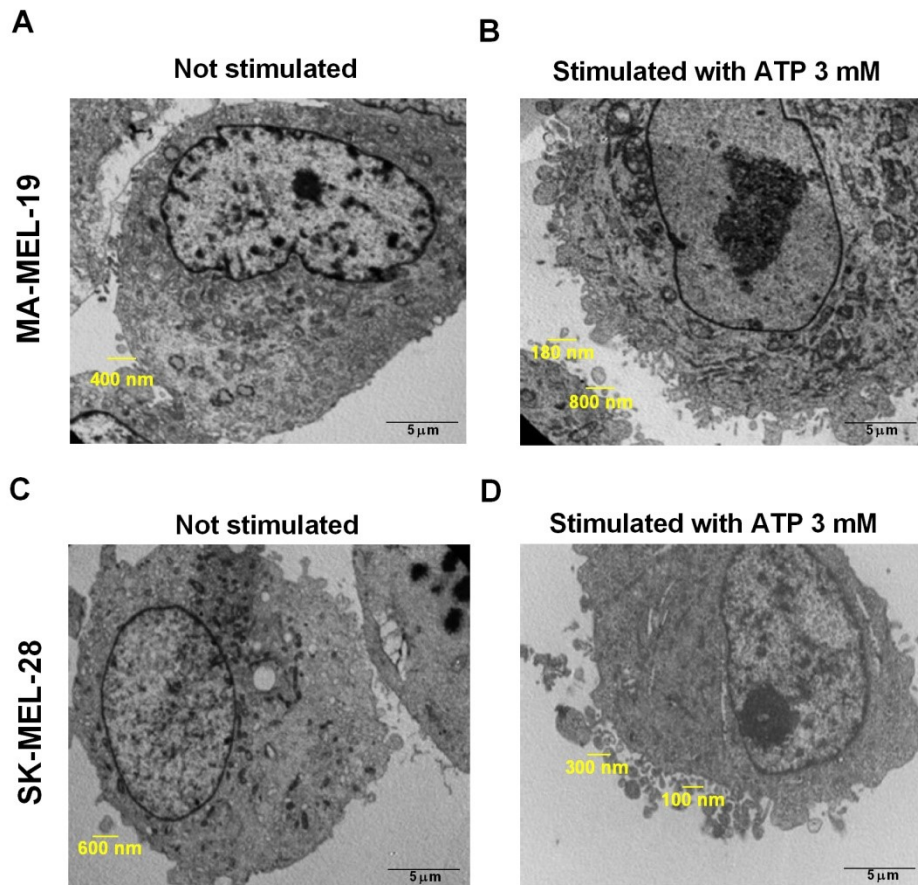 A
B
Not stimulated
Stimulated with ATP 3 mM
MA-MEL-19
400 nm
5 µm
180 nm
800 nm
5 µm
C
D
Not stimulated
Stimulated with ATP 3 mM
SK-MEL-28
600 nm
5 µm
300 nm
100 nm
5 µm